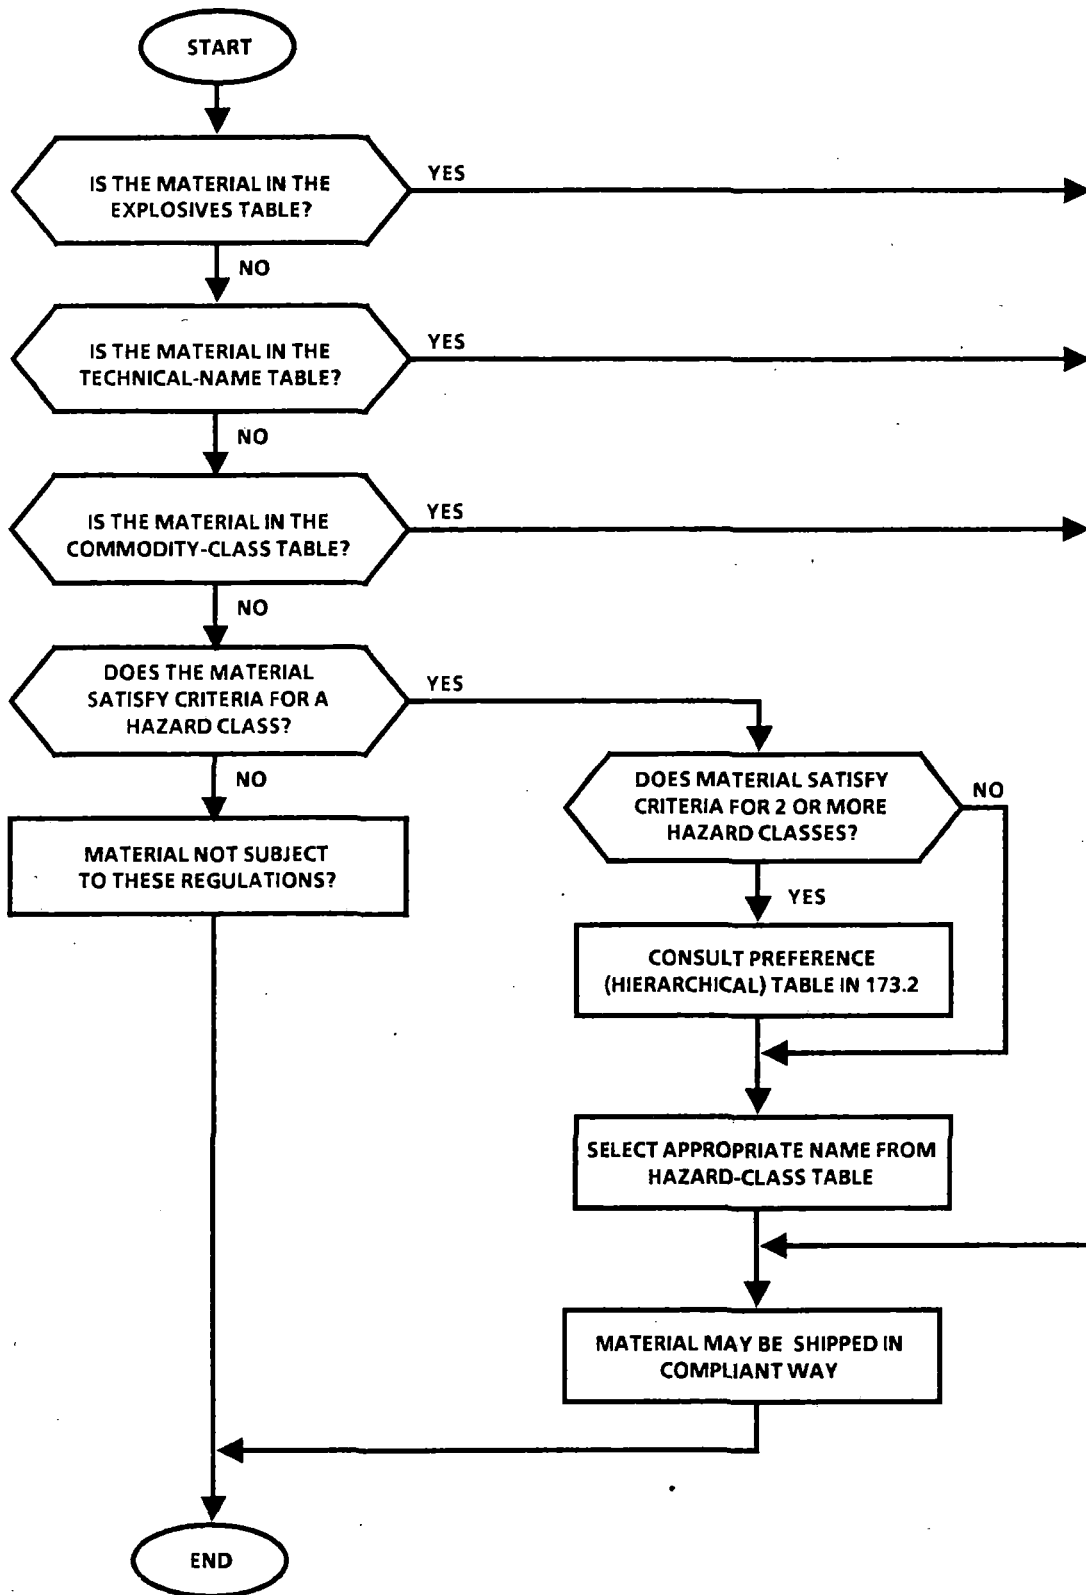 START
IS THE MATERIAL IN THE
EXPLOSIVES TABLE?
YES
NO
IS THE MATERIAL IN THE
TECHNICAL-NAME TABLE?
YES
NO
IS THE MATERIAL IN THE
COMMODITY-CLASS TABLE?
YES
NO
DOES THE MATERIAL
SATISFY CRITERIA FOR A
HAZARD CLASS?
YES
NO
DOES MATERIAL SATISFY
CRITERIA FOR 2 OR MORE
HAZARD CLASSES?
NO
YES
MATERIAL NOT SUBJECT
TO THESE REGULATIONS?
CONSULT PREFERENCE
(HIERARCHICAL) TABLE IN 173.2
SELECT APPROPRIATE NAME FROM
HAZARD-CLASS TABLE
MATERIAL MAY BE SHIPPED IN
COMPLIANT WAY
END